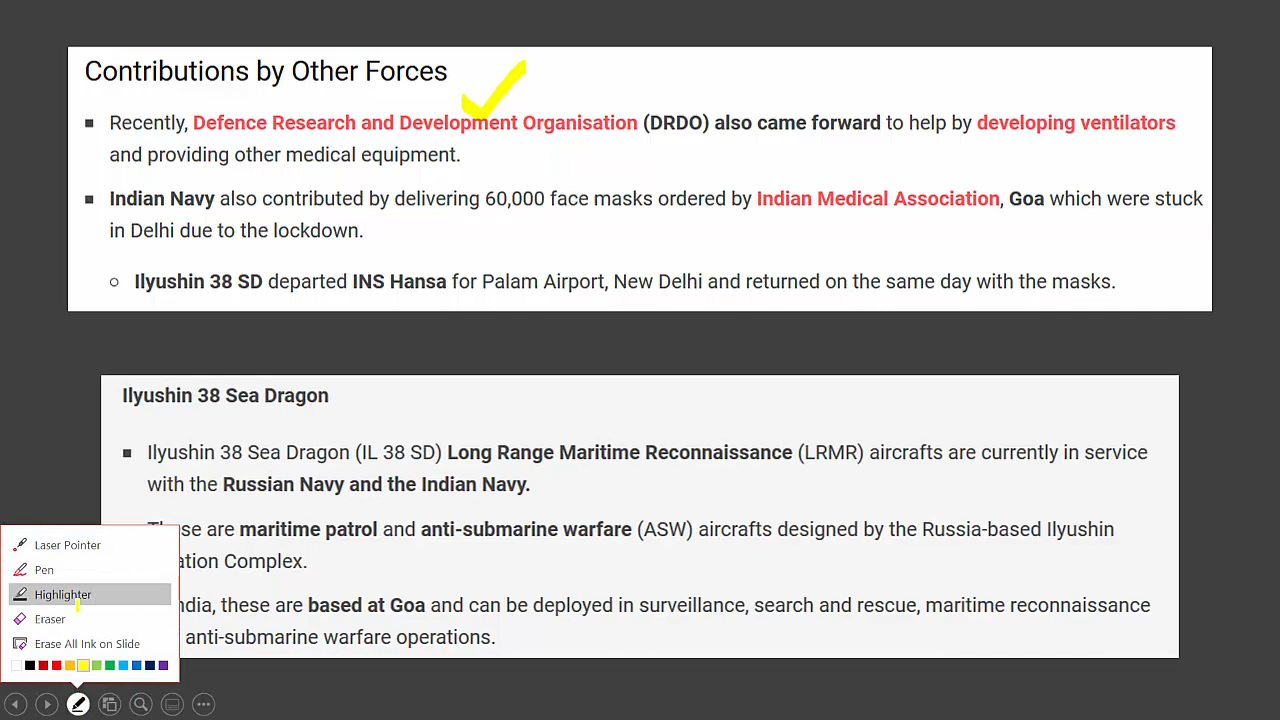 Contributions by Other Forces
Recently, Defence Research and Development Organisation (DRDO) also came forward to help by developing ventilators
and providing other medical equipment.
Indian Navy also contributed by delivering 60,000 face masks ordered by Indian Medical Association, Goa which were stuck
in Delhi due to the lockdown.
Ilyushin 38 SD departed INS Hansa for Palam Airport, New Delhi and returned on the same day with the masks.
Ilyushin 38 Sea Dragon
Ilyushin 38 Sea Dragon (IL 38 SD) Long Range Maritime Reconnaissance (LRMR) aircrafts are currently in service
with the Russian Navy and the Indian Navy.
are maritime patrol and anti-submarine warfare (ASW) aircrafts designed by the Russia-based Ilyushin
Complex.
these are based at Goa and can be deployed in surveillance, search and rescue, maritime reconnaissance
anti-submarine warfare operations.
Laser Pointer
Pen
Highlighter
Eraser
Erase All Ink on Slide